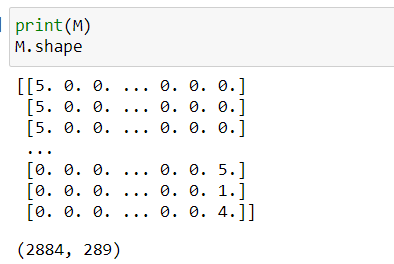 print(M)
M.shape
[[5. 0. 0. ... 0. 0. 0.]
[5. 0. 0. ... 0. 0. 0.]
[5. 0. 0. ... 0. 0. 0.]
...
[0. 0. 0. ... 0. 0. 5.]
[0. 0. 0. ... 0. 0. 1.]
[0. 0. 0. ... 0. 0. 4.]]
(2884, 289)